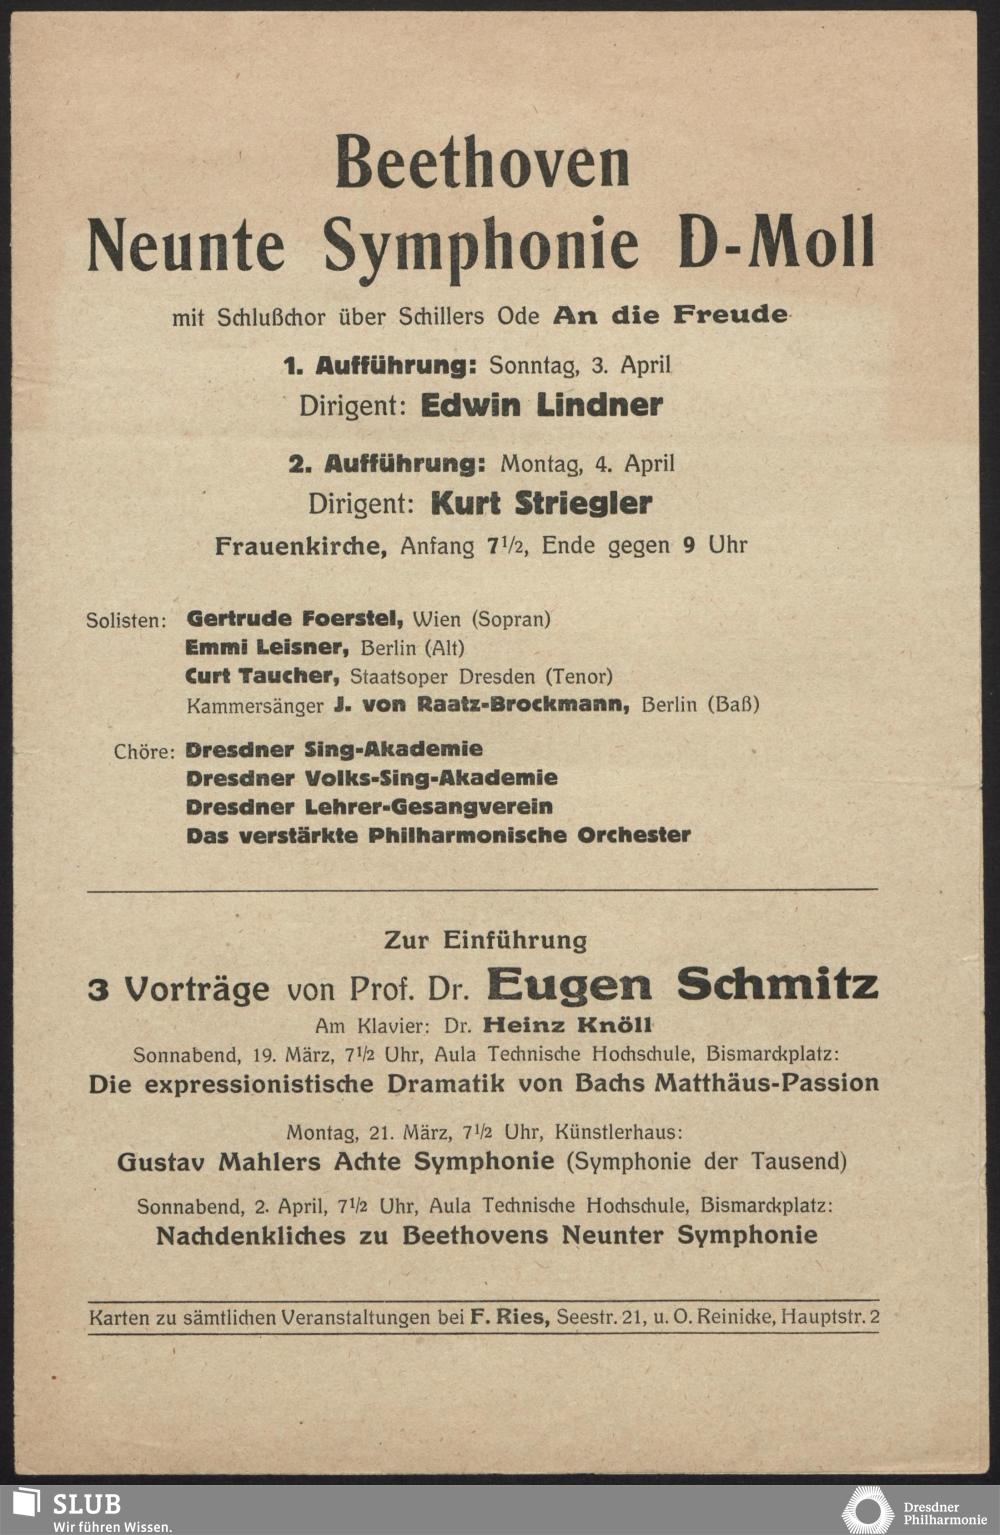 Beethoven
Neunte Symphonie D-Moll
mit Schlußchor über Schillers Ode An die Freude
1. Aufführung: Sonntag, 3. April
Dirigent: Edwin Lindner
2. Aufführung: Montag, 4. April
Dirigent: Kurt Striegler
Frauenkirche, Anfang 7½, Ende gegen 9 Uhr
Solisten: Gertrude Foerstel, Wien (Sopran)
Emmi Leisner, Berlin (Alt)
Curt Taucher, Staatsoper Dresden (Tenor)
Kammersänger J. von Raatz-Brockmann, Berlin (Baß)
Chöre: Dresdner Sing-Akademie
Dresdner Volks-Sing-Akademie
Dresdner Lehrer-Gesangverein
Das verstärkte Philharmonische Orchester
Zur Einführung
3 Vorträge von Prof. Dr. Eugen Schmitz
Am Klavier: Dr. Heinz Knöll
Sonnabend, 19. März, 7½ Uhr, Aula Technische Hochschule, Bismarckplatz:
Die expressionistische Dramatik von Bachs Matthäus-Passion
Montag, 21. März, 7½ Uhr, Künstlerhaus:
Gustav Mahlers Achte Symphonie (Symphonie der Tausend)
Sonnabend, 2. April, 7½ Uhr, Aula Technische Hochschule, Bismarckplatz:
Nachdenkliches zu Beethovens Neunter Symphonie
Karten zu sämtlichen Veranstaltungen bei F. Ries, Seestr. 21, u. O. Reinicke, Hauptstr. 2
SLUB
Wir führen Wissen.
Dresdner
Philharmonie